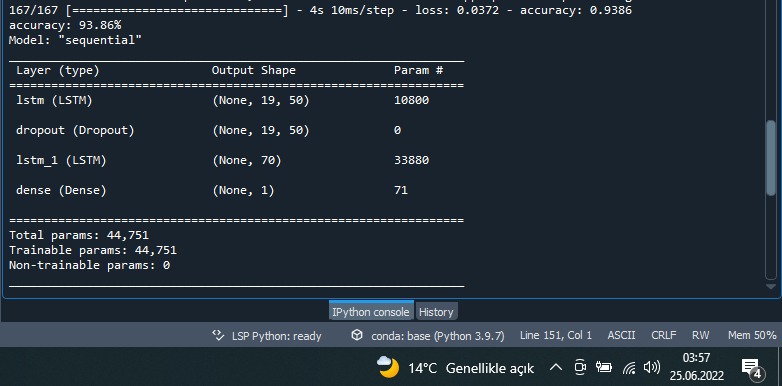 167/167 [==============================] - 4s 10ms/step - loss: 0.0372 - accuracy: 0.9386
accuracy: 93.86%
Model: "sequential"
Layer (type) Output Shape Param #
=================================================================
lstm (LSTM) (None, 19, 50) 10800
dropout (Dropout) (None, 19, 50) 0
lstm_1 (LSTM) (None, 70) 33880
dense (Dense) (None, 1) 71
=================================================================
Total params: 44,751
Trainable params: 44,751
Non-trainable params: 0
IPython console History
LSP Python: ready conda: base (Python 3.9.7) Line 151, Col 1 ASCII CRLF RW Mem 50%
14°C Genellikle açık 03:57
25.06.2022 4